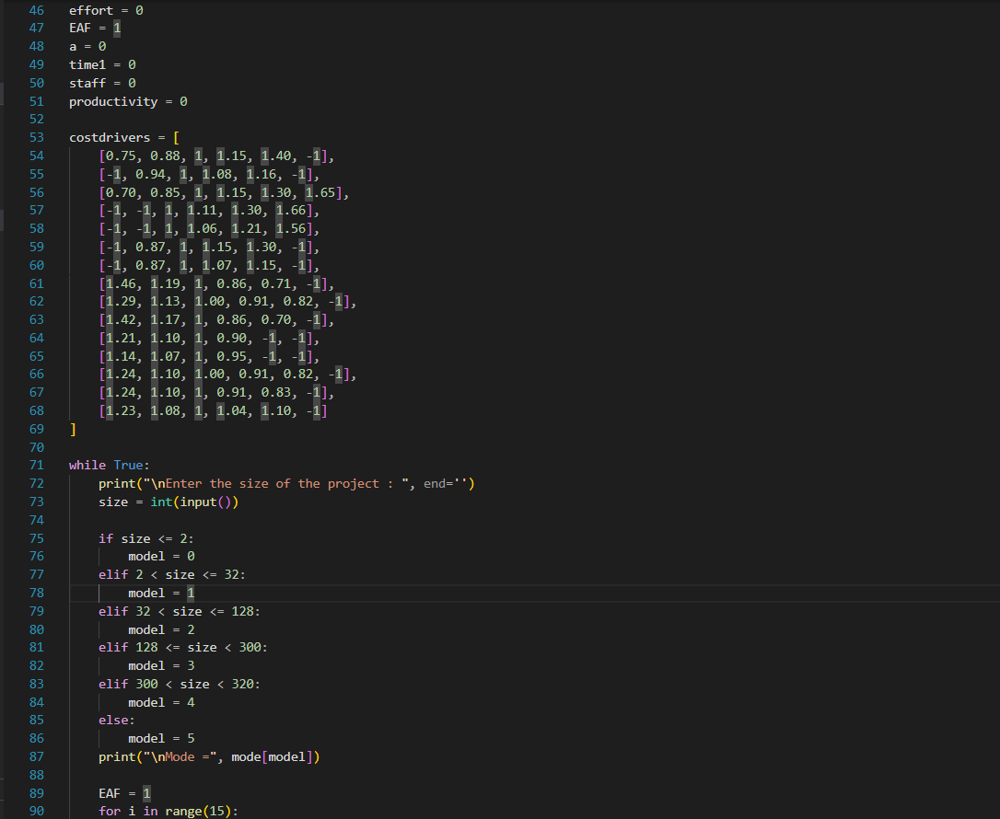 46 effort = 0
47 EAF = 1
48 a = 0
49 time1 = 0
50 staff = 0
51 productivity = 0
52
53 costdrivers = [
54     [0.75, 0.88, 1, 1.15, 1.40, -1],
55     [-1, 0.94, 1, 1.08, 1.16, -1],
56     [0.70, 0.85, 1, 1.15, 1.30, 1.65],
57     [-1, -1, 1, 1.11, 1.30, 1.66],
58     [-1, -1, 1, 1.06, 1.21, 1.56],
59     [-1, 0.87, 1, 1.15, 1.30, -1],
60     [-1, 0.87, 1, 1.07, 1.15, -1],
61     [1.46, 1.19, 1, 0.86, 0.71, -1],
62     [1.29, 1.13, 1.00, 0.91, 0.82, -1],
63     [1.42, 1.17, 1, 0.86, 0.70, -1],
64     [1.21, 1.10, 1, 0.90, -1, -1],
65     [1.14, 1.07, 1, 0.95, -1, -1],
66     [1.24, 1.10, 1.00, 0.91, 0.82, -1],
67     [1.24, 1.10, 1, 0.91, 0.83, -1],
68     [1.23, 1.08, 1, 1.04, 1.10, -1]
69 ]
70
71 while True:
72     print("\nEnter the size of the project : ", end='')
73     size = int(input())
74
75     if size <= 2:
76         model = 0
77     elif 2 < size <= 32:
78         model = 1
79     elif 32 < size <= 128:
80         model = 2
81     elif 128 <= size < 300:
82         model = 3
83     elif 300 < size < 320:
84         model = 4
85     else:
86         model = 5
87     print("\nMode =", mode[model])
88
89     EAF = 1
90     for i in range(15):